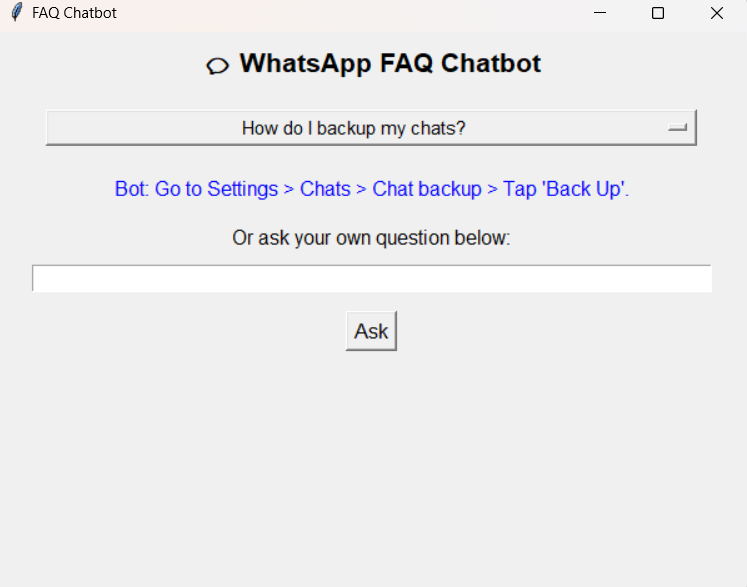 FAQ Chatbot
WhatsApp FAQ Chatbot
How do I backup my chats?
Bot: Go to Settings > Chats > Chat backup > Tap 'Back Up'.
Or ask your own question below:
Ask